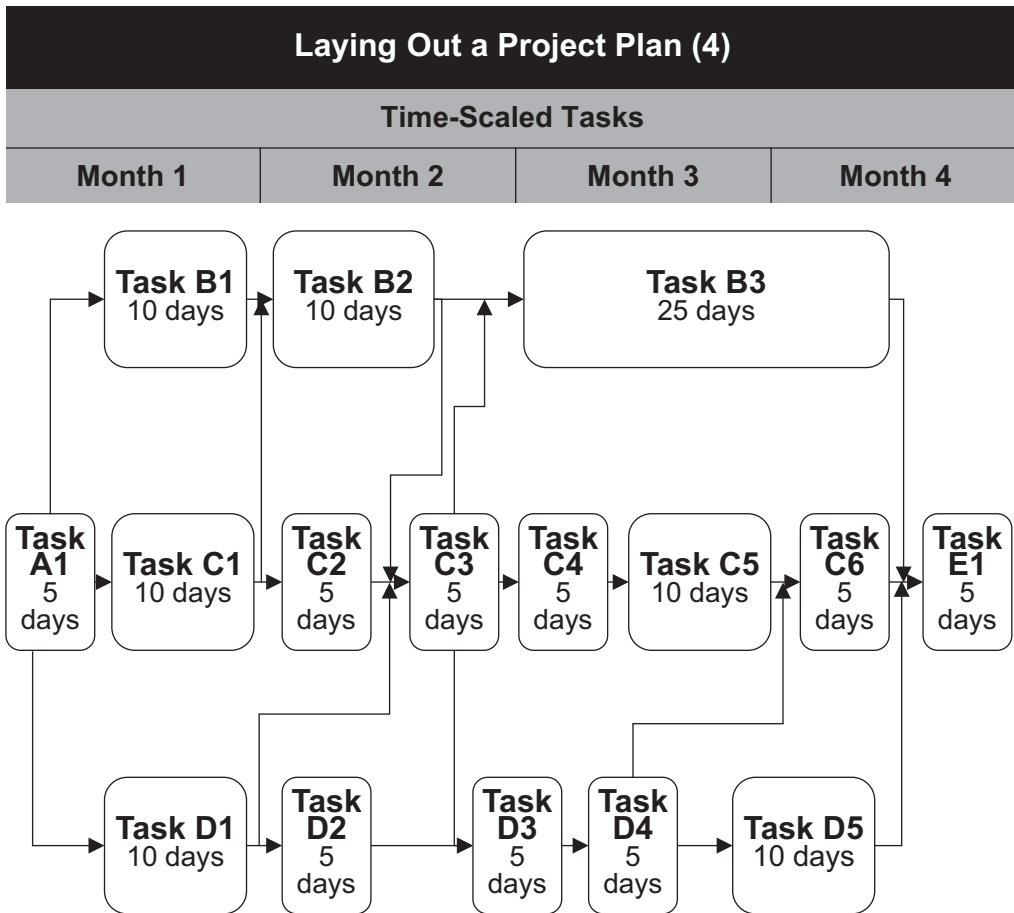 Laying Out a Project Plan (4)
Time-Scaled Tasks
Month 1
Month 2
Month 3
Month 4
Task B1
10 days
Task B2
10 days
Task B3
25 days
Task
A1
5
days
Task C1
10 days
Task
C2
5
days
Task
C3
5
days
Task
C4
5
days
Task C5
10 days
Task
C6
5
days
Task
E1
5
days
Task D1
10 days
Task
D2
5
days
Task
D3
5
days
Task
D4
5
days
Task D5
10 days